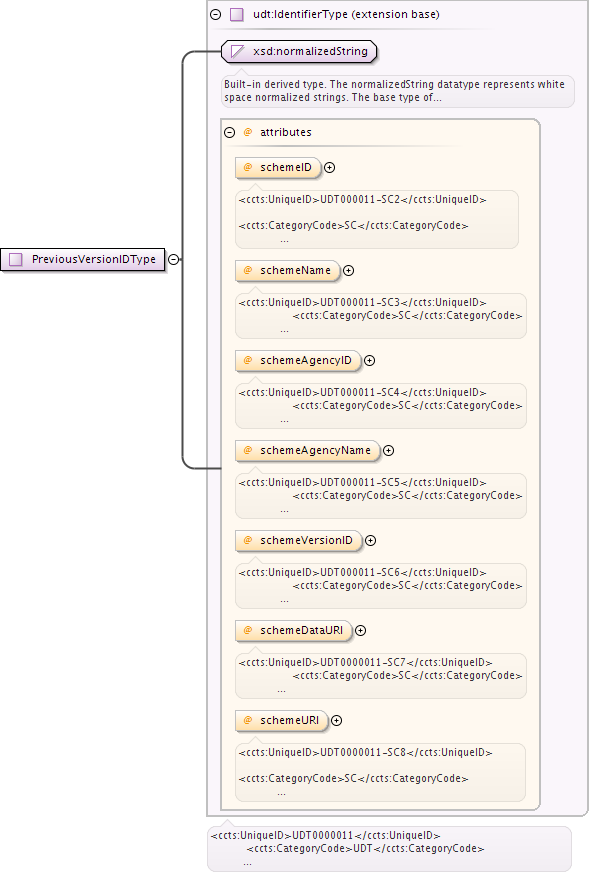 udt:IdentifierType (extension base)
xsd:normalizedString
Built-in derived type. The normalizedString datatype represents white
space normalized strings. The base type of...
@ attributes
@ schemeID
<ccts:UniqueID>UDT000011-SC2</ccts:UniqueID>
<ccts:CategoryCode>SC</ccts:CategoryCode>
...
PreviousVersionIDType
@ schemeName
<ccts:UniqueID>UDT000011-SC3</ccts:UniqueID>
<ccts:CategoryCode>SC</ccts:CategoryCode>
...
@ schemeAgencyID
<ccts:UniqueID>UDT000011-SC4</ccts:UniqueID>
<ccts:CategoryCode>SC</ccts:CategoryCode>
...
@ schemeAgencyName
<ccts:UniqueID>UDT000011-SC5</ccts:UniqueID>
<ccts:CategoryCode>SC</ccts:CategoryCode>
...
@ schemeVersionID
<ccts:UniqueID>UDT000011-SC6</ccts:UniqueID>
<ccts:CategoryCode>SC</ccts:CategoryCode>
...
@ schemeDataURI
<ccts:UniqueID>UDT0000011-SC7</ccts:UniqueID>
<ccts:CategoryCode>SC</ccts:CategoryCode>
...
@ schemeURI
<ccts:UniqueID>UDT0000011-SC8</ccts:UniqueID>
<ccts:CategoryCode>SC</ccts:CategoryCode>
...
<ccts:UniqueID>UDT0000011</ccts:UniqueID>
<ccts:CategoryCode>UDT</ccts:CategoryCode>
...